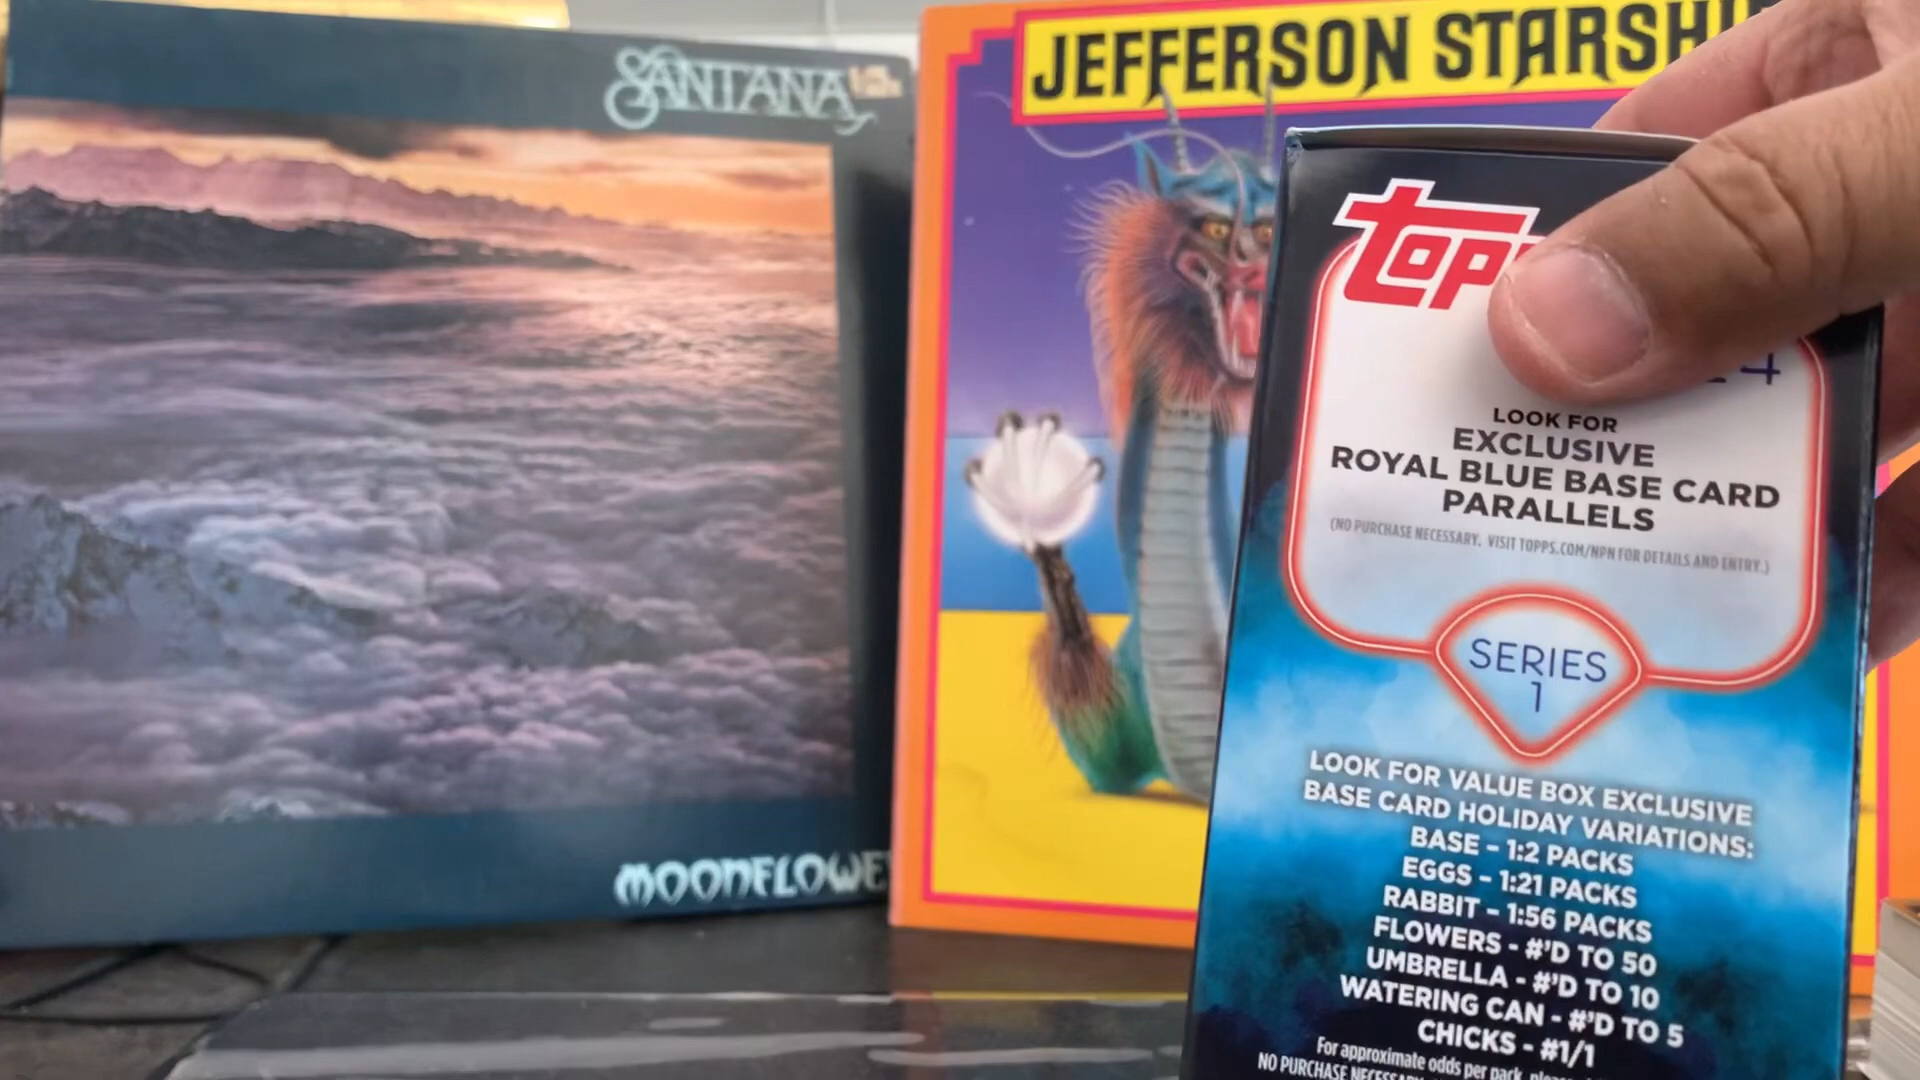 SANTANA
MOONFLOWE
JEFFERSON STARSHI
TOPP
24
LOOK FOR
EXCLUSIVE
ROYAL BLUE BASE CARD
PARALLELS
(NO PURCHASE NECESSARY. VISIT TOPPS.COM/NPN FOR DETAILS AND ENTRY.)
SERIES
1
LOOK FOR VALUE BOX EXCLUSIVE
BASE CARD HOLIDAY VARIATIONS:
BASE - 1:2 PACKS
EGGS - 1:21 PACKS
RABBIT - 1:56 PACKS
FLOWERS - #'D TO 50
UMBRELLA - #'D TO 10
WATERING CAN - #'D TO 5
CHICKS - #1/1
For approximate odds per pack,
NO PURCHASE NECESSARY.